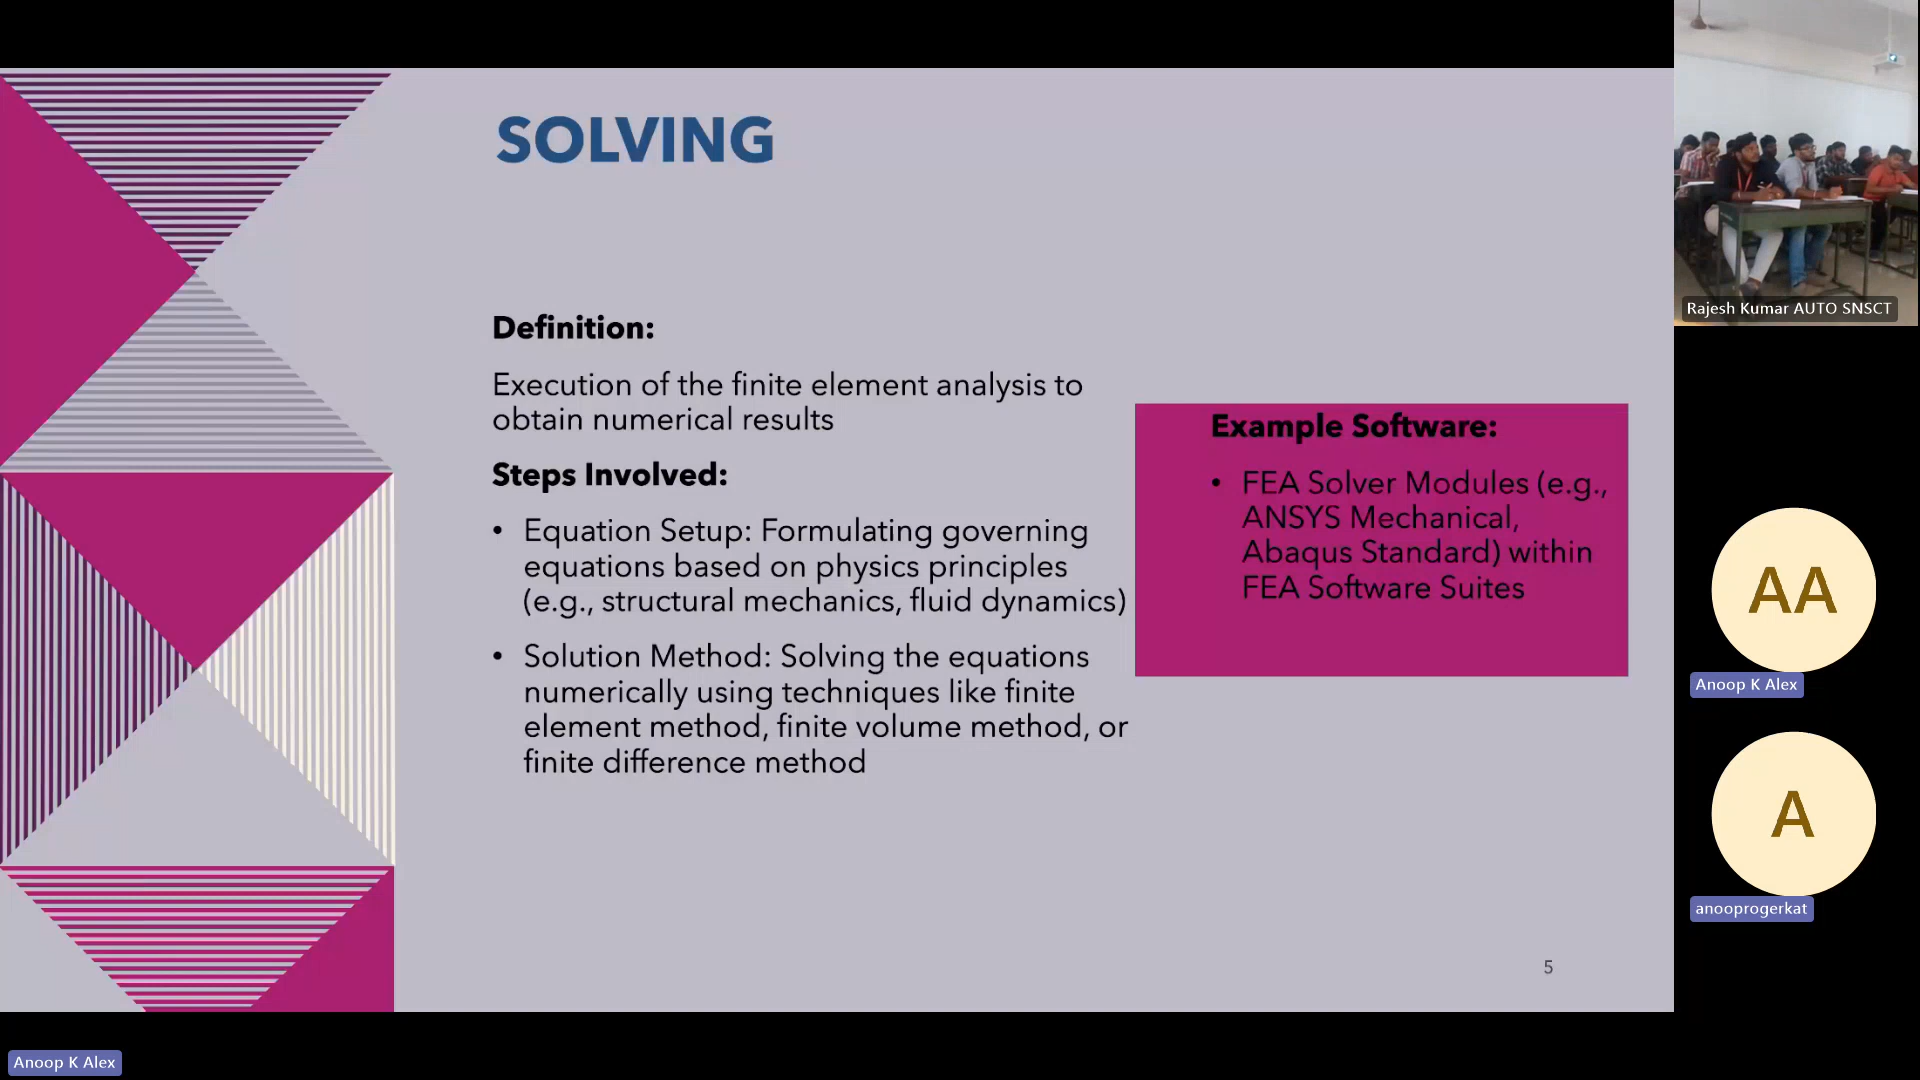 SOLVING
Definition:
Execution of the finite element analysis to
obtain numerical results
Steps Involved:
• Equation Setup: Formulating governing
equations based on physics principles
(e.g., structural mechanics, fluid dynamics)
• Solution Method: Solving the equations
numerically using techniques like finite
element method, finite volume method, or
finite difference method
Example Software:
• FEA Solver Modules (e.g.,
ANSYS Mechanical,
Abaqus Standard) within
FEA Software Suites
5
Rajesh Kumar AUTO SNSCT
AA
Anoop K Alex
A
anooprogerkat
Anoop K Alex